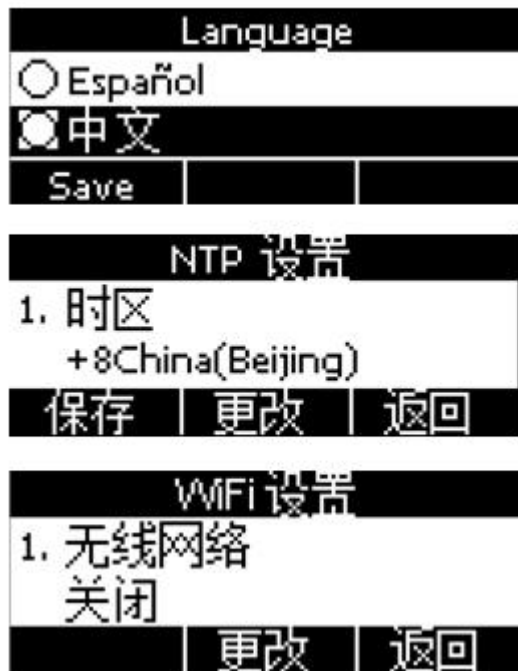 Language
Español
中文
Save
NTP 设置
1. 时区
+8China(Beijing)
保存 更改 返回
WiFi 设置
1. 无线网络
关闭
更改 返回